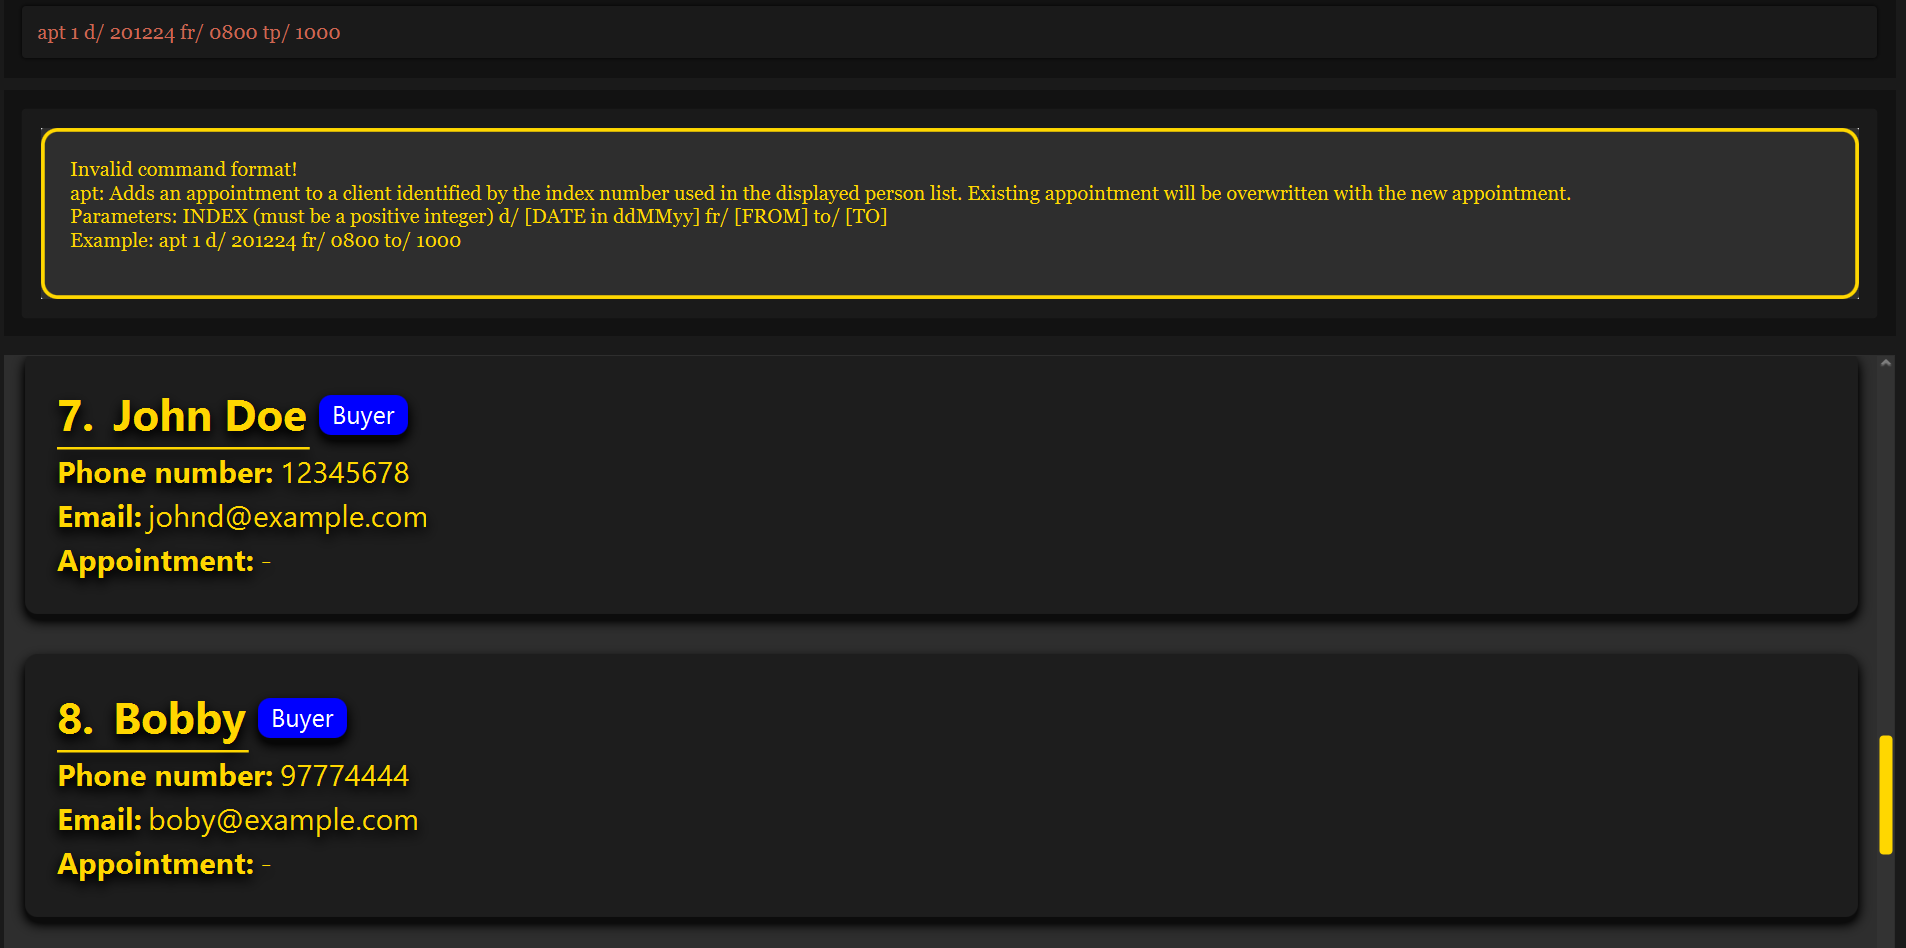 apt 1 d/ 201224 fr/ 0800 tp/ 1000
Invalid command format!
apt: Adds an appointment to a client identified by the index number used in the displayed person list. Existing appointment will be overwritten with the new appointment.
Parameters: INDEX (must be a positive integer) d/ [DATE in ddMMyy] fr/ [FROM] to/ [TO]
Example: apt 1 d/ 201224 fr/ 0800 to/ 1000
7. John Doe Buyer
Phone number: 12345678
Email: johnd@example.com
Appointment: -
8. Bobby Buyer
Phone number: 97774444
Email: boby@example.com
Appointment: -